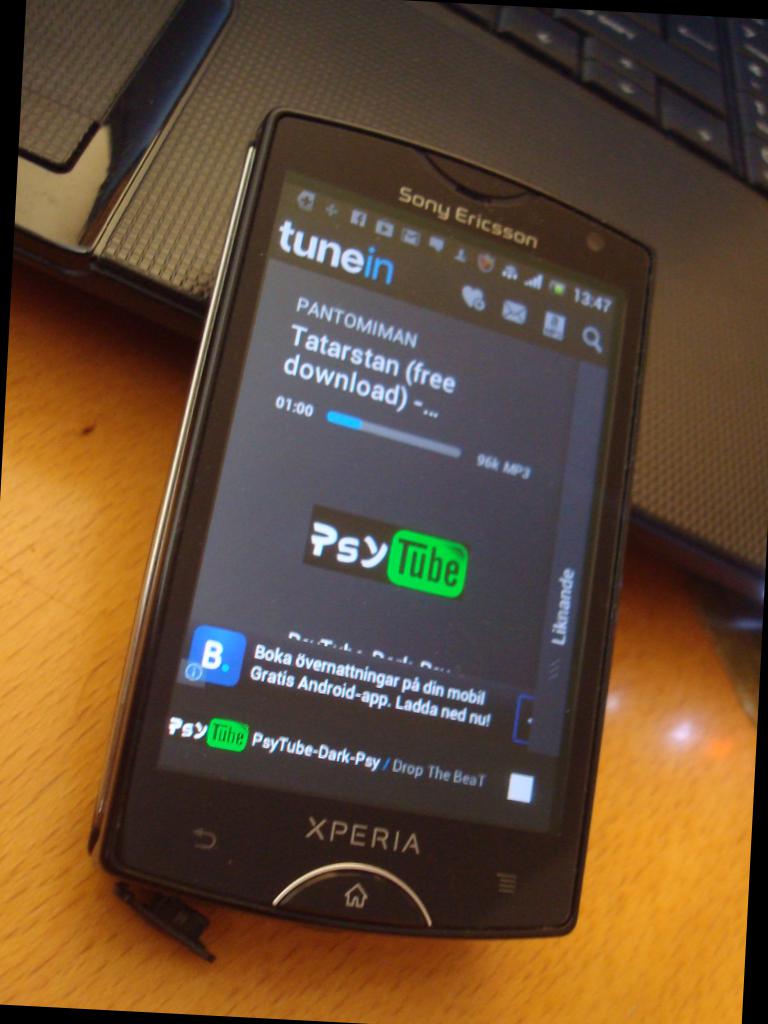 Sony Ericsson
13:47
tunein
PANTOMIMAN
Tatarstan (free
download) -...
01:00
96k MP3
PsyTube
Liknande
B.
Boka övernattningar på din mobil
Gratis Android-app. Ladda ned nu!
PsyTube
PsyTube-Dark-Psy / Drop The BeaT
XPERIA